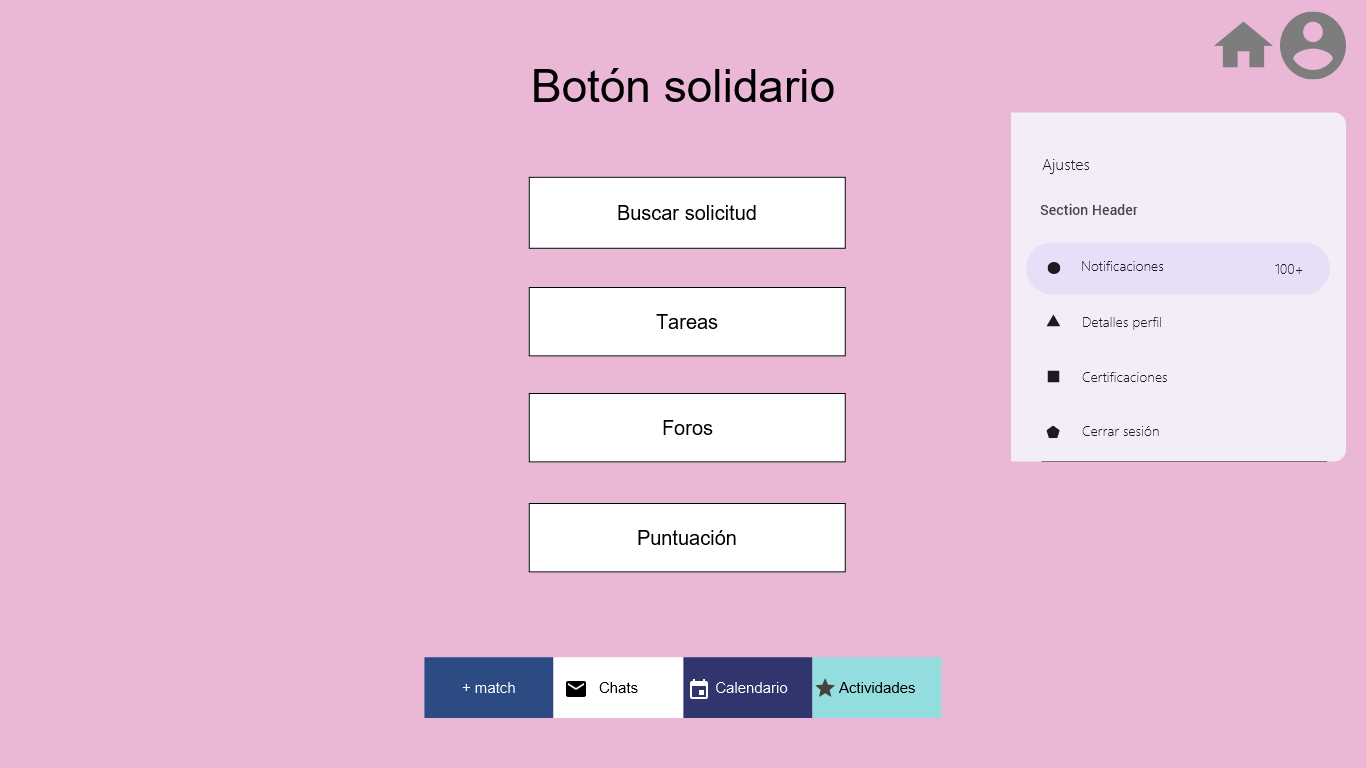 Botón solidario
Buscar solicitud
Tareas
Foros
Puntuación
Ajustes
Section Header
Notificaciones 100+
Detalles perfil
Certificaciones
Cerrar sesión
+ match Chats Calendario Actividades